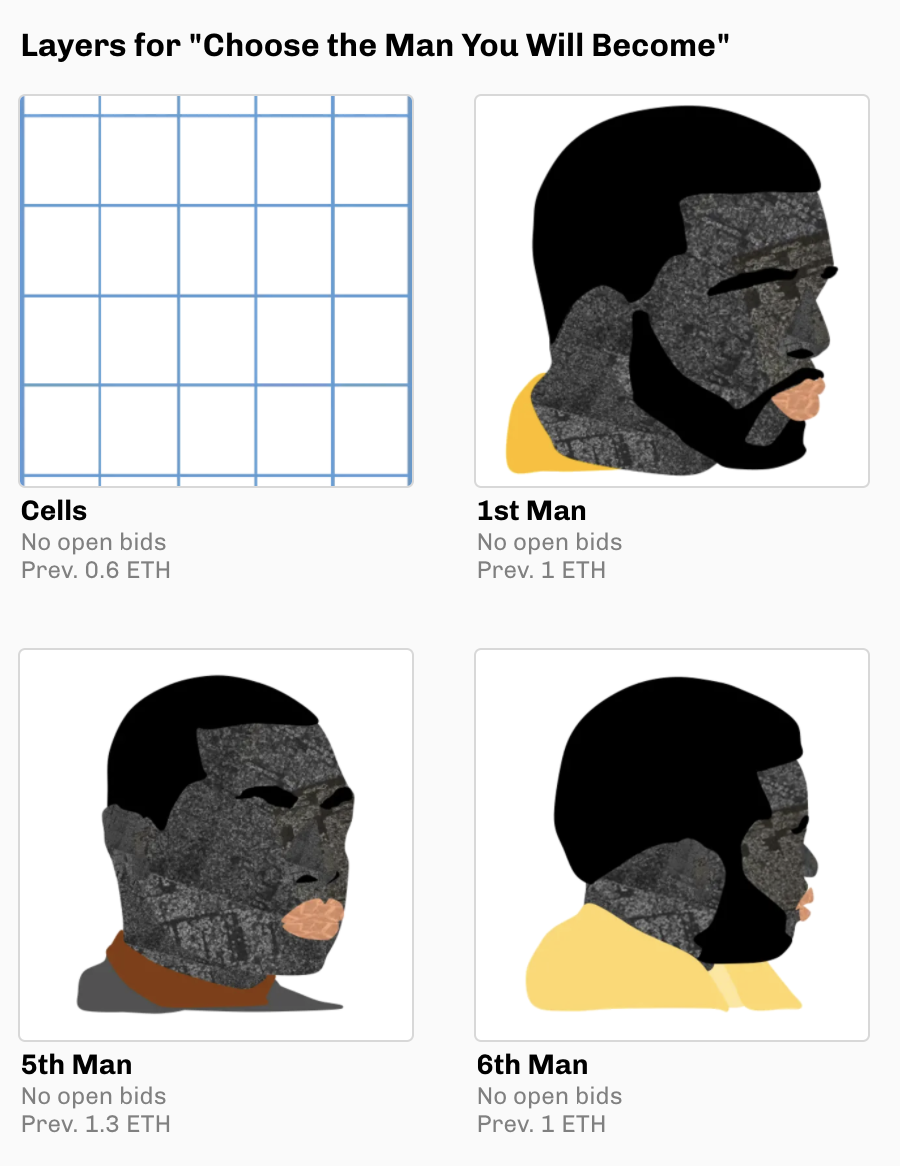 Layers for "Choose the Man You Will Become"
Cells
No open bids
Prev. 0.6 ETH
1st Man
No open bids
Prev. 1 ETH
5th Man
No open bids
Prev. 1.3 ETH
6th Man
No open bids
Prev. 1 ETH